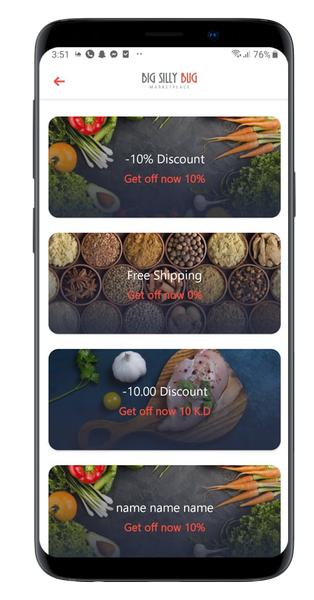 3:51
76%
BIG SILLY BUG
MARKETPLACE
-10% Discount
Get off now 10%
Free Shipping
Get off now 0%
-10.00 Discount
Get off now 10 K.D
name name name
Get off now 10%